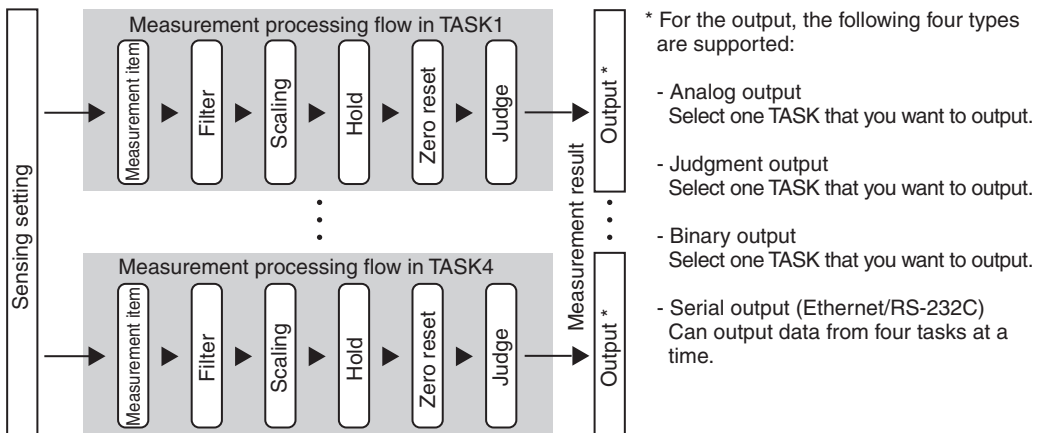 Sensing setting
Measurement processing flow in TASK1
Measurement item
Filter
Scaling
Hold
Zero reset
Judge
Measurement processing flow in TASK4
Measurement item
Filter
Scaling
Hold
Zero reset
Judge
Measurement result
Output *
Output *
* For the output, the following four types
are supported:
- Analog output
Select one TASK that you want to output.
- Judgment output
Select one TASK that you want to output.
- Binary output
Select one TASK that you want to output.
- Serial output (Ethernet/RS-232C)
Can output data from four tasks at a
time.